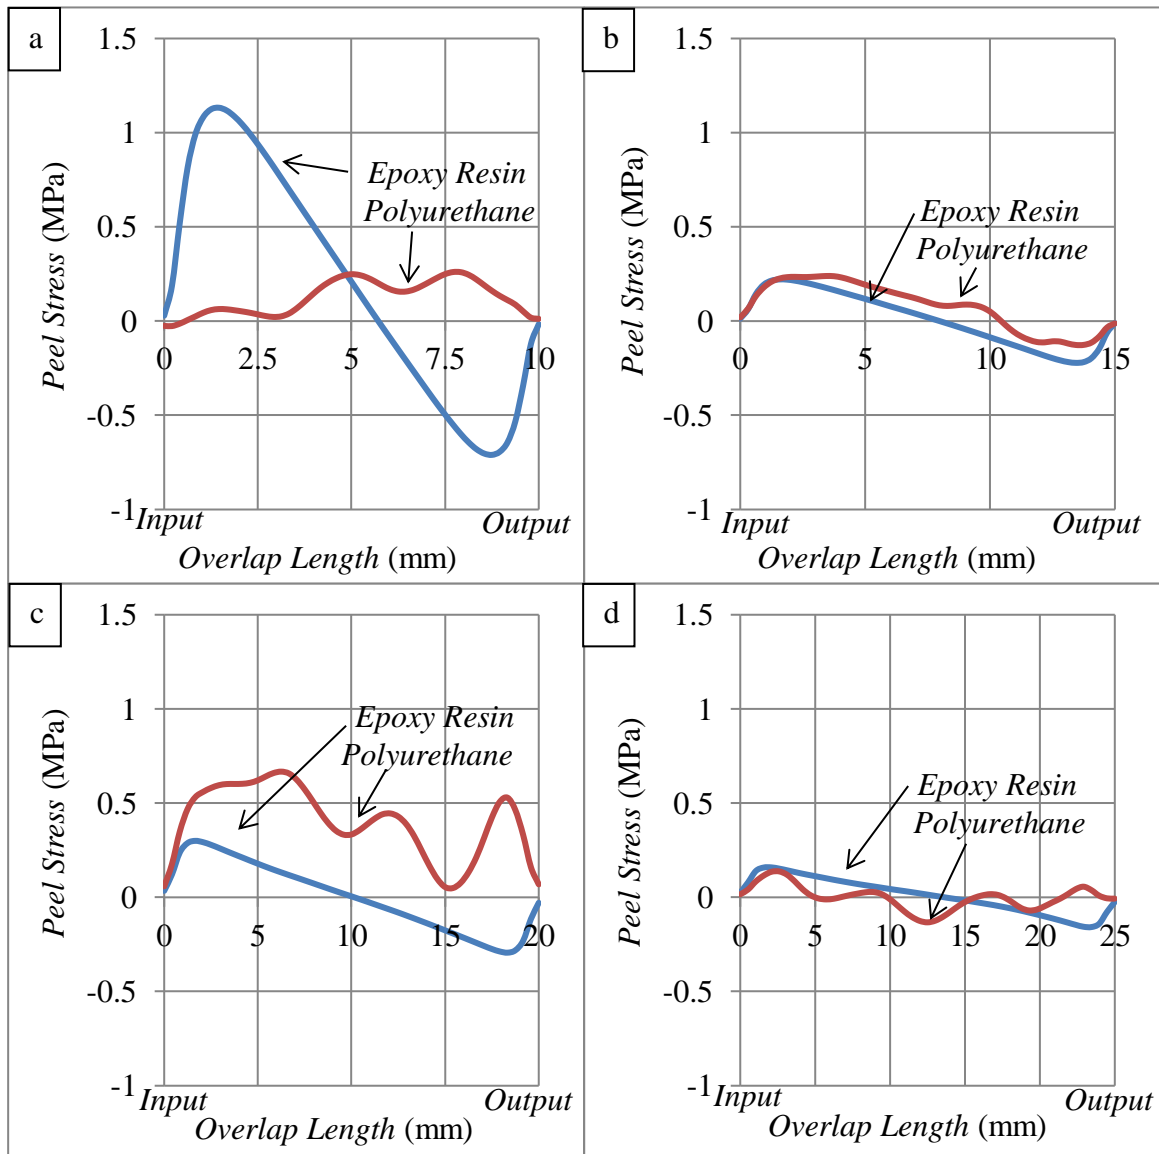 a
1.5
1
0.5
0
-0.5
-1
Peel Stress (MPa)
Epoxy Resin
Polyurethane
0 2.5 5 7.5 10
Input Output
Overlap Length (mm)
b
1.5
1
0.5
0
-0.5
-1
Peel Stress (MPa)
Epoxy Resin
Polyurethane
0 5 10 15
Input Output
Overlap Length (mm)
c
1.5
1
0.5
0
-0.5
-1
Peel Stress (MPa)
Epoxy Resin
Polyurethane
0 5 10 15 20
Input Output
Overlap Length (mm)
d
1.5
1
0.5
0
-0.5
-1
Peel Stress (MPa)
Epoxy Resin
Polyurethane
0 5 10 15 20 25
Input Output
Overlap Length (mm)